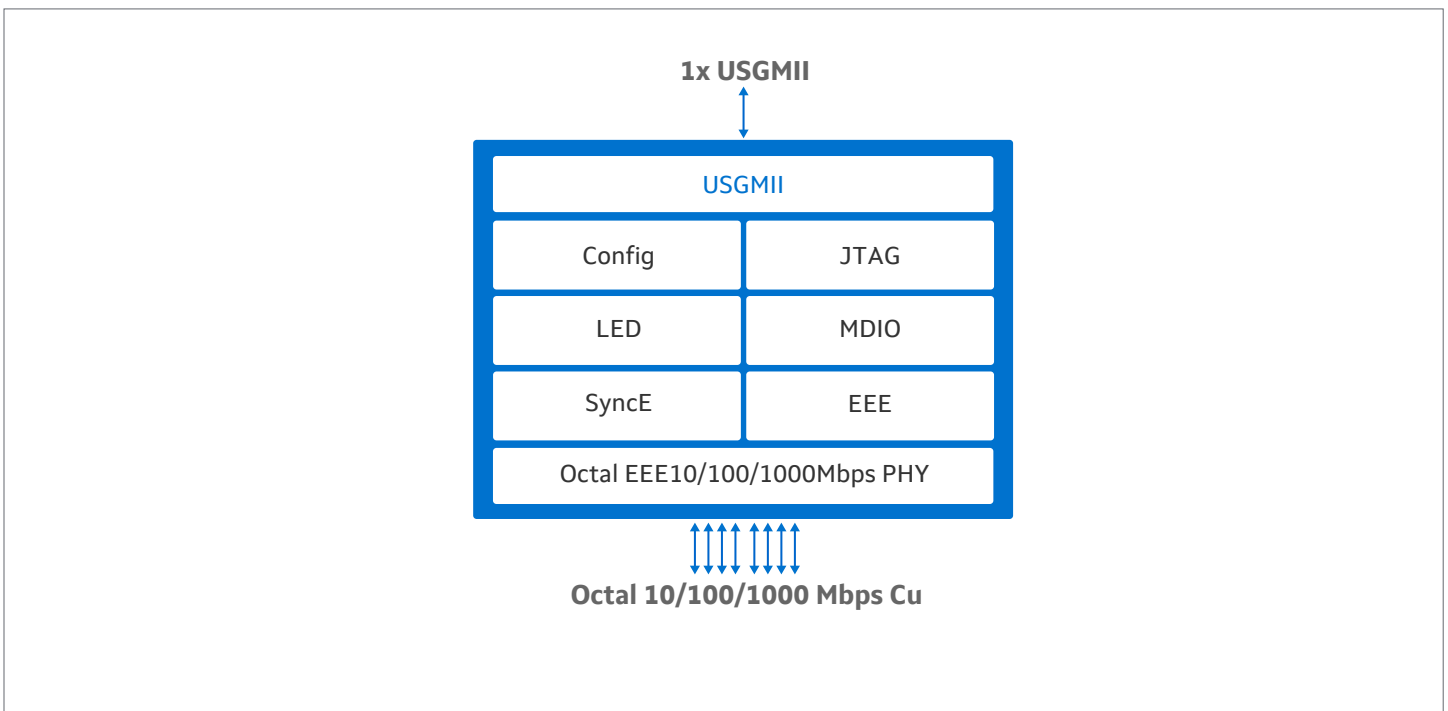 1x USGMII
USGMII
Config
JTAG
LED
MDIO
SyncE
EEE
Octal EEE10/100/1000Mbps PHY
Octal 10/100/1000 Mbps Cu